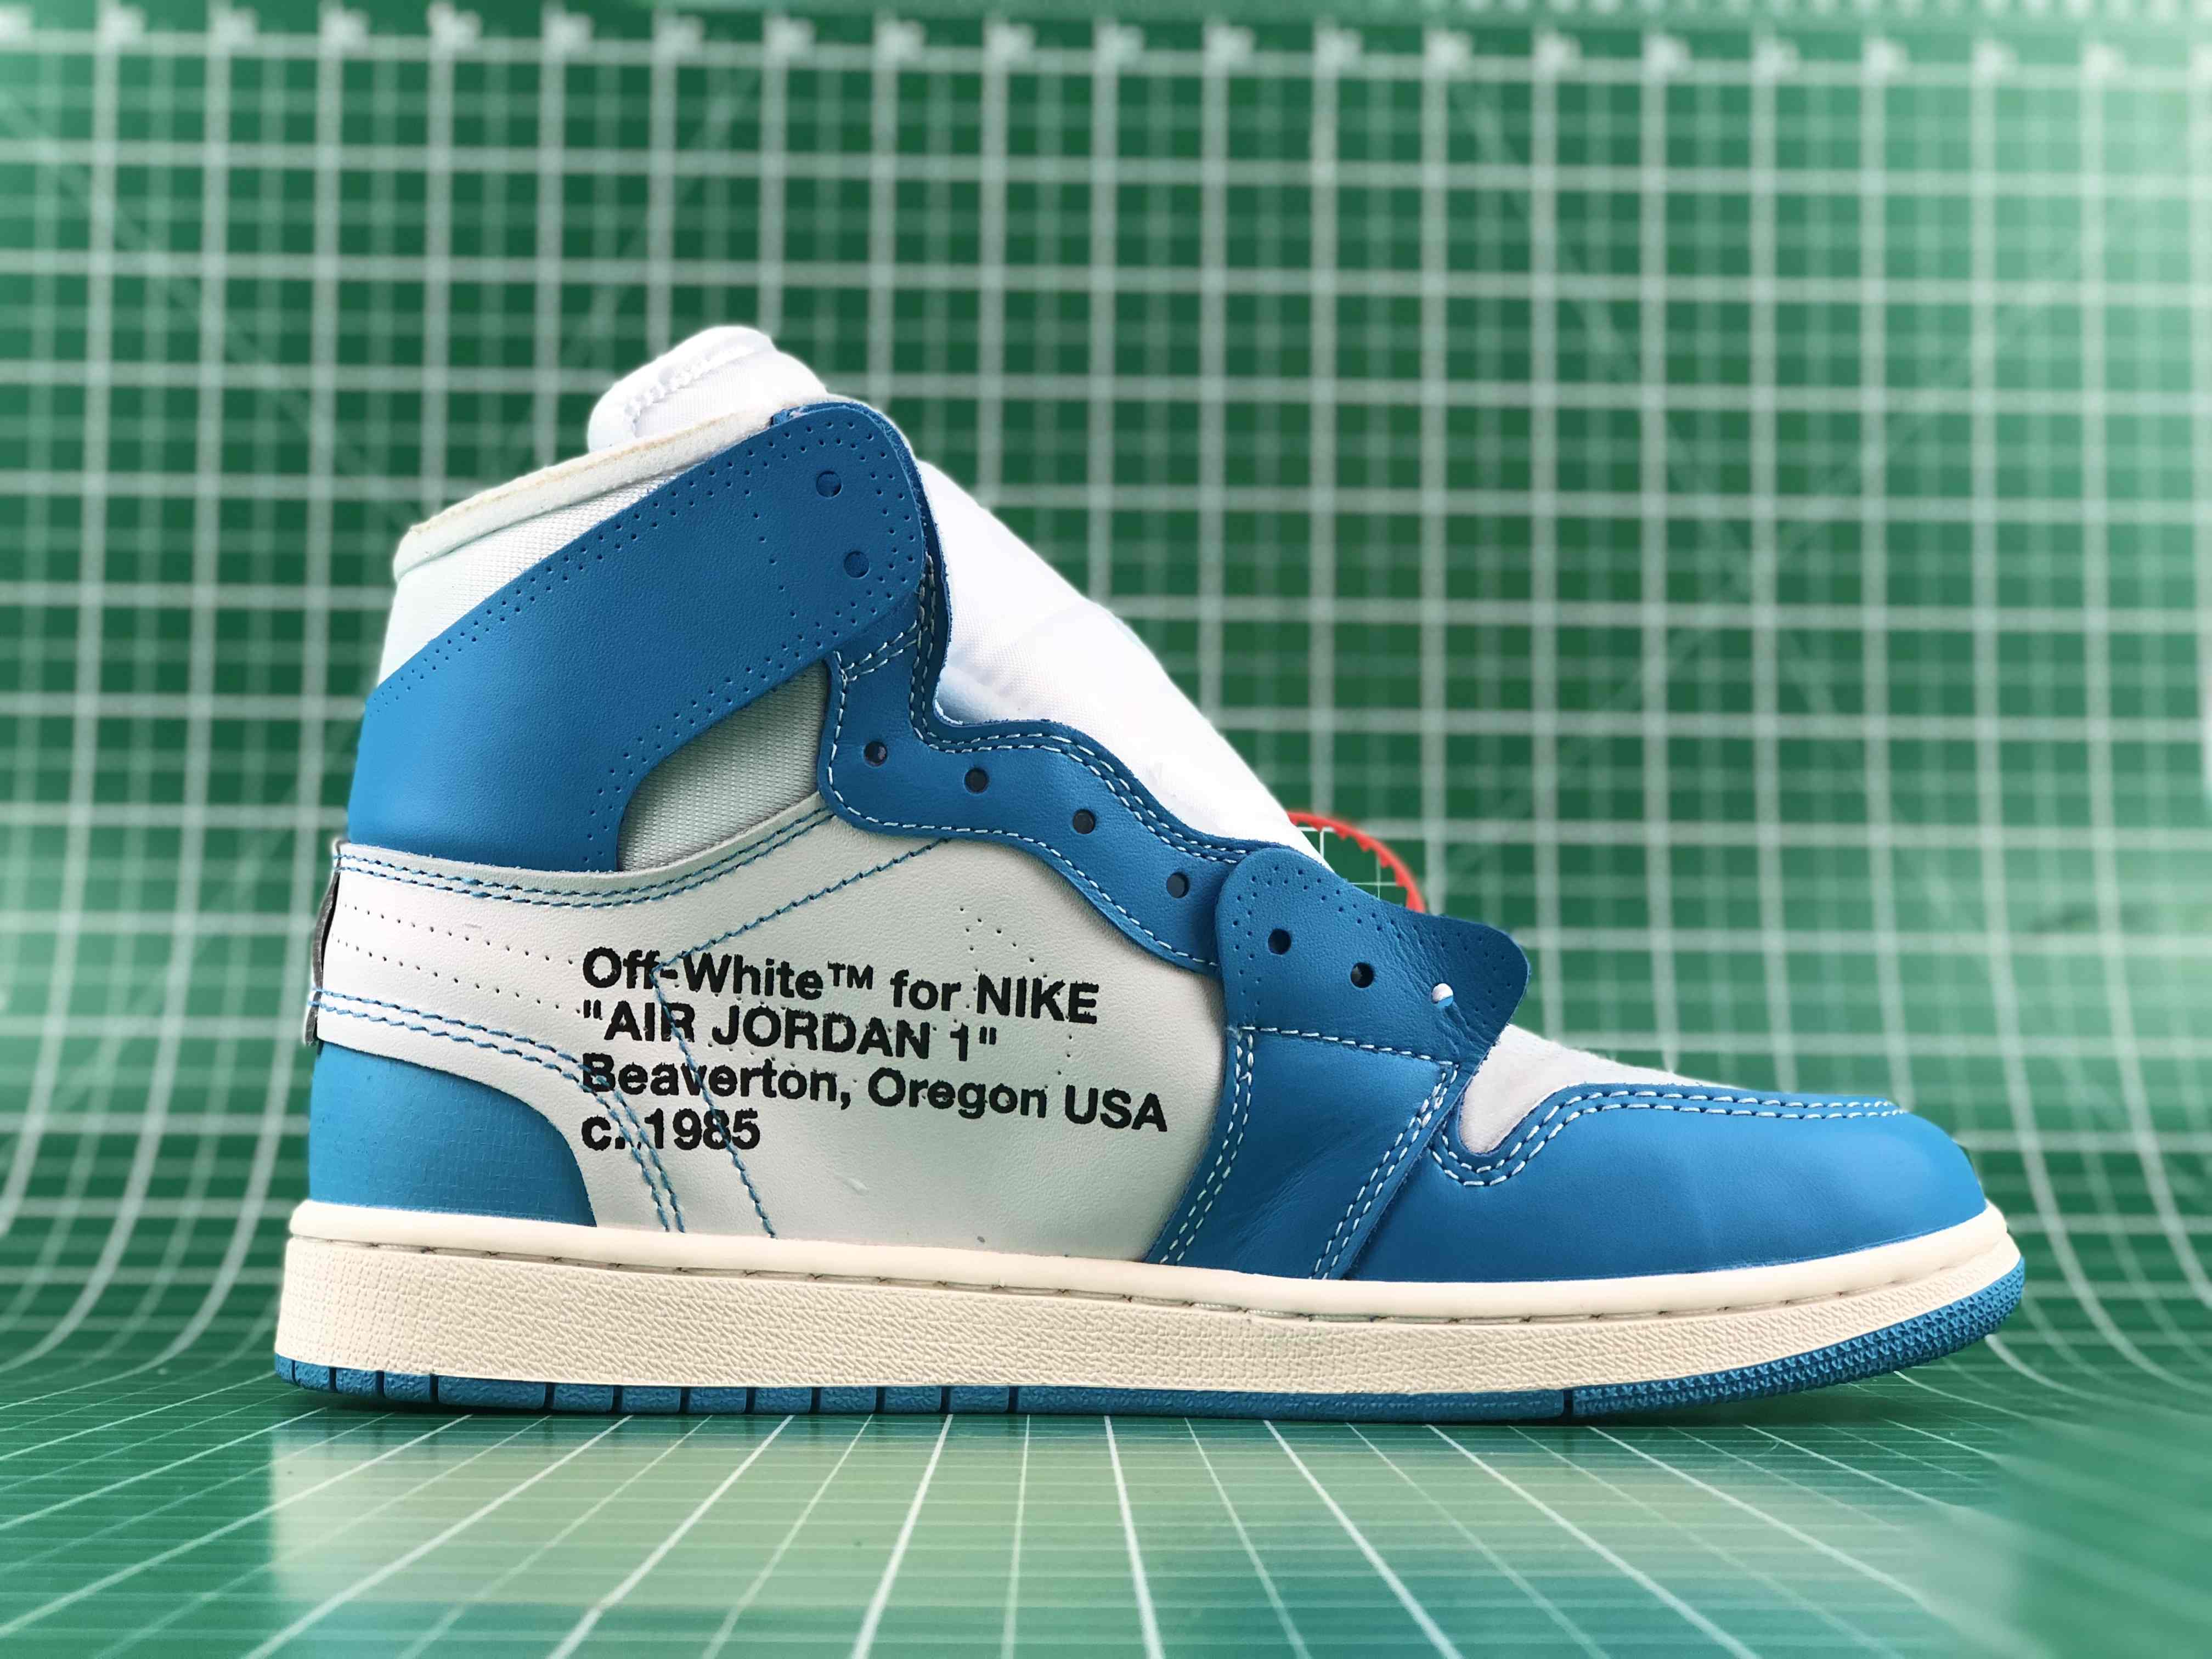 Off-White™ for NIKE
"AIR JORDAN 1"
Beaverton, Oregon USA
c. 1985